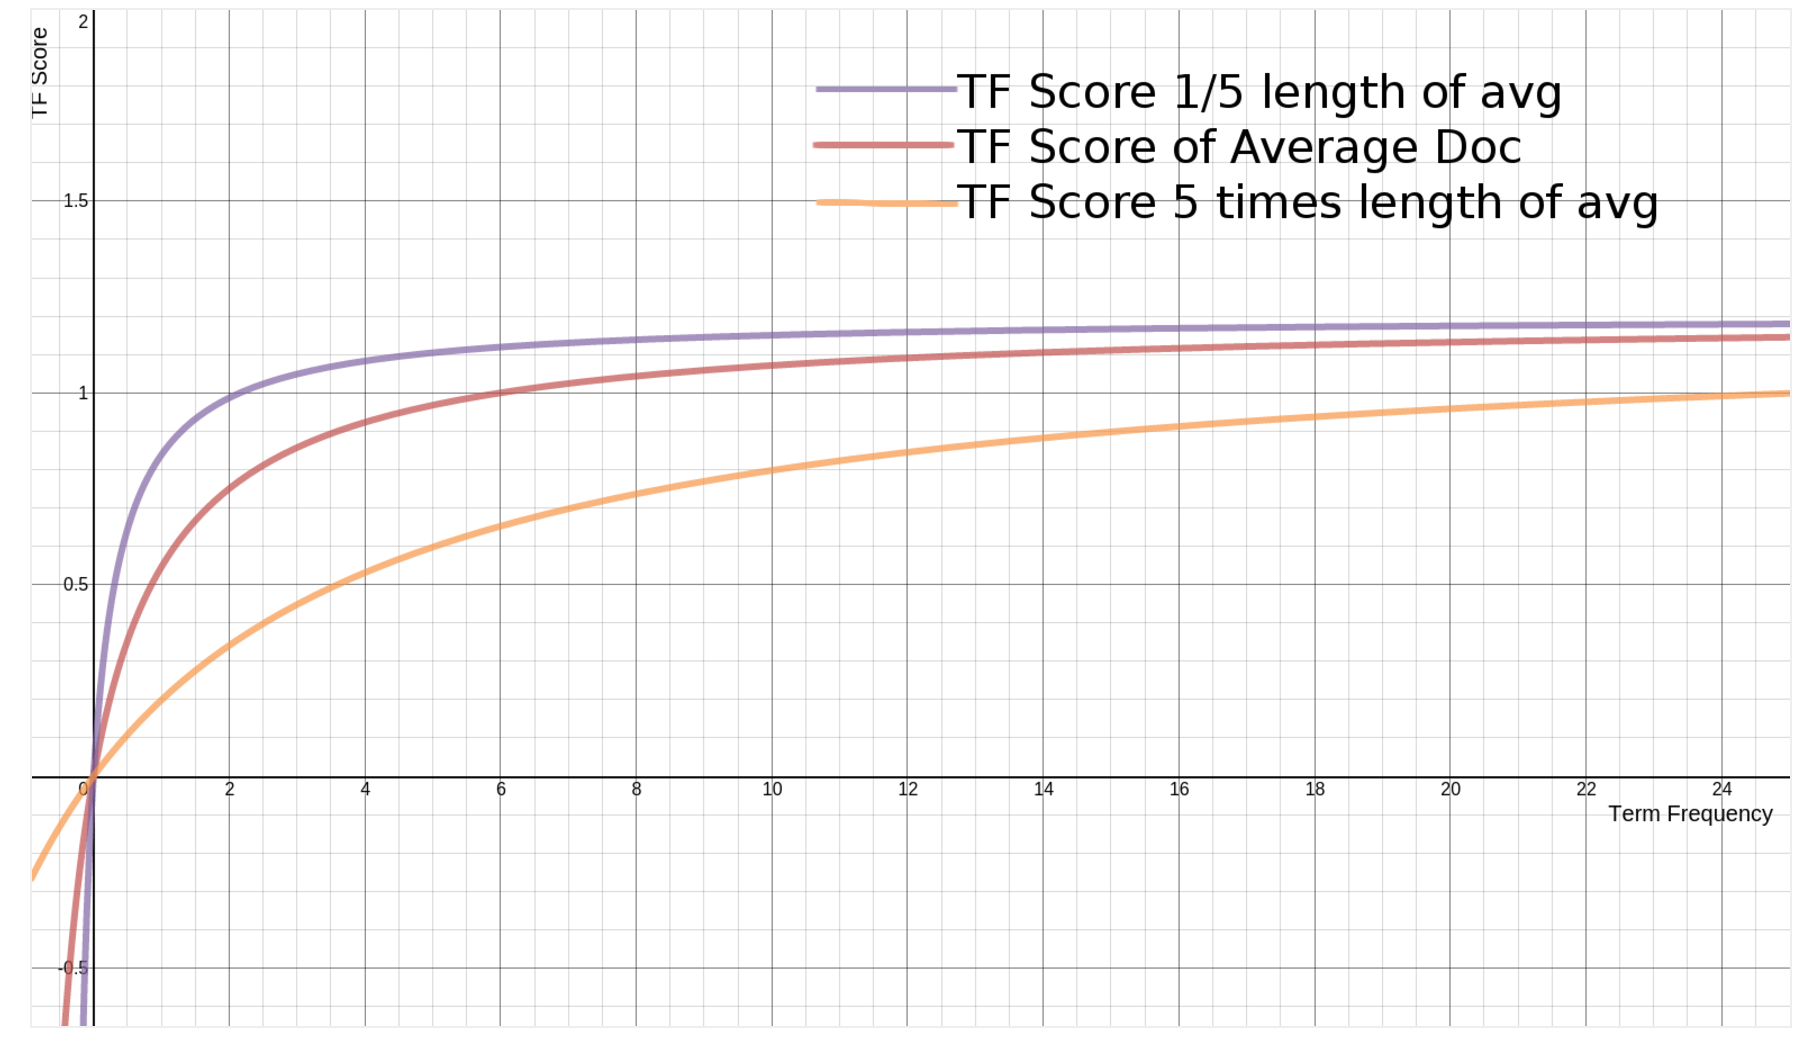 2
TF Score
TF Score 1/5 length of avg
TF Score of Average Doc
1.5
TF Score 5 times length of avg
1
0.5
0 2 4 6 8 10 12 14 16 18 20 22 24
Term Frequency
-0.5